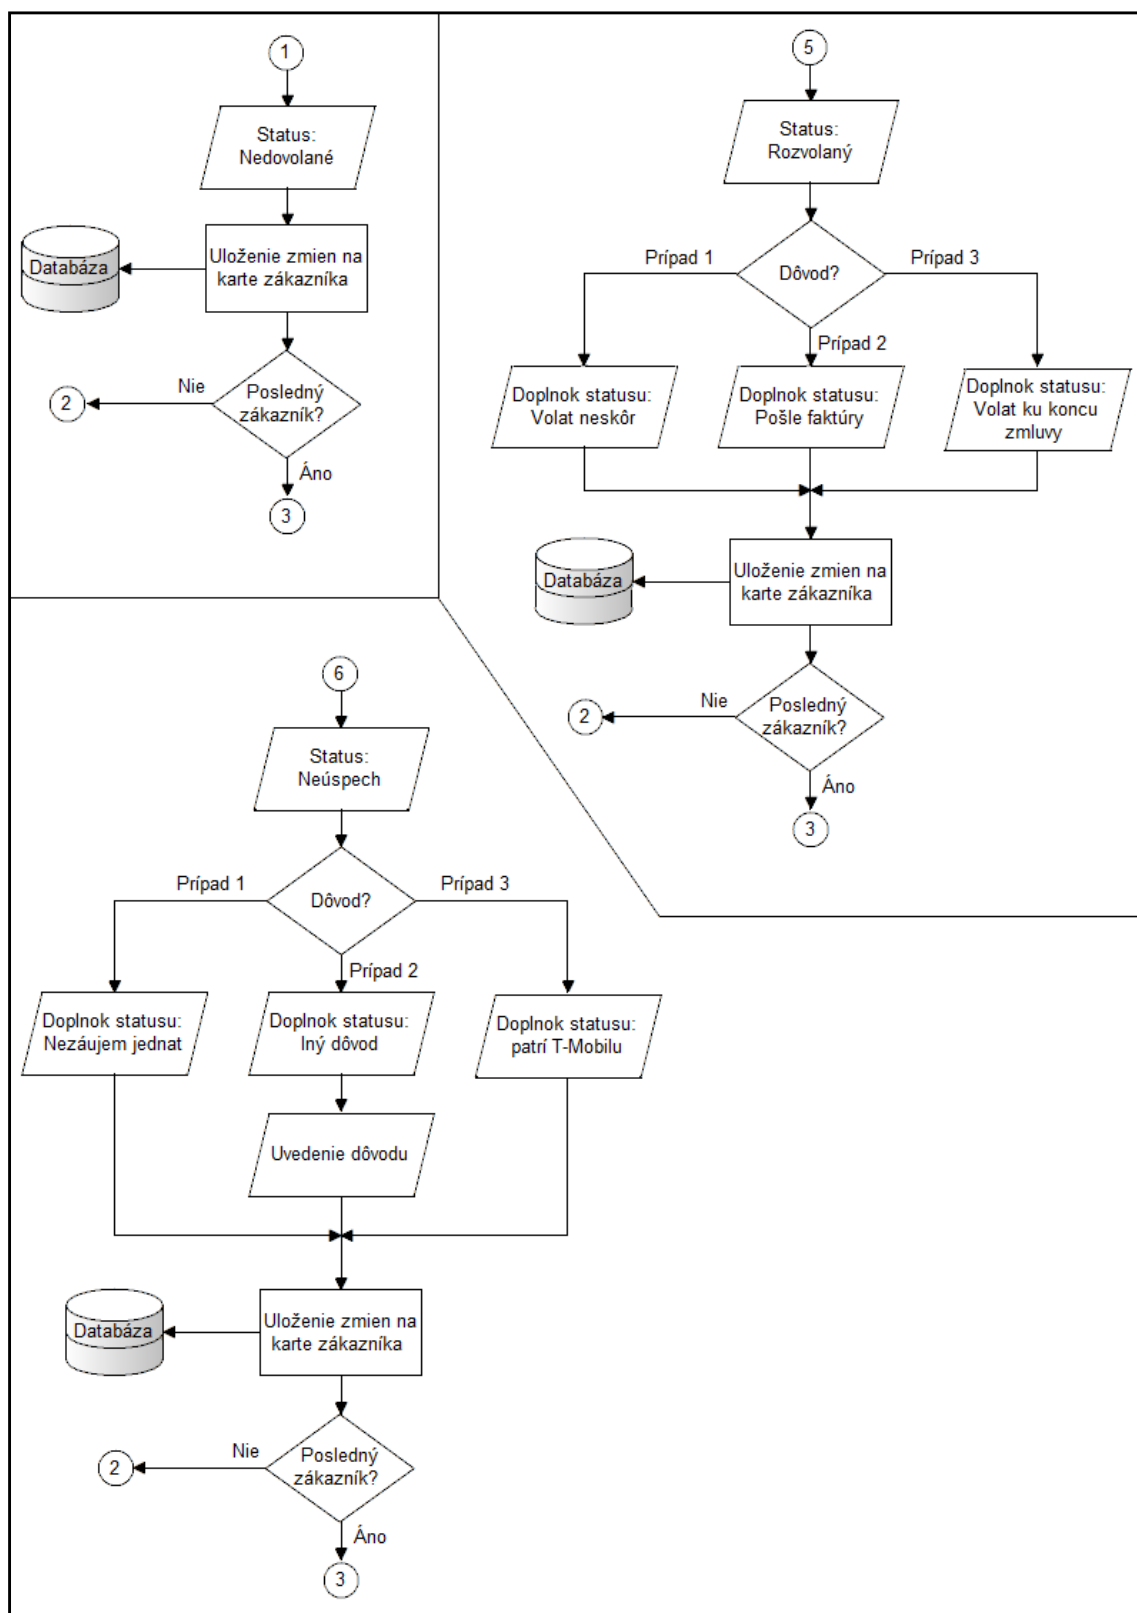 1
Status:
Nedovolané
Uloženie zmien na
karte zákazníka
Databáza
Posledný
zákazník?
Nie
2
Áno
3
5
Status:
Rozvolaný
Dôvod?
Prípad 1
Prípad 2
Prípad 3
Doplnok statusu:
Volat neskôr
Doplnok statusu:
Pošle faktúry
Doplnok statusu:
Volat ku koncu
zmluvy
Uloženie zmien na
karte zákazníka
Databáza
Posledný
zákazník?
Nie
2
Áno
3
6
Status:
Neúspech
Dôvod?
Prípad 1
Prípad 2
Prípad 3
Doplnok statusu:
Nezáujem jednat
Doplnok statusu:
Iný dôvod
Doplnok statusu:
patrí T-Mobilu
Uvedenie dôvodu
Uloženie zmien na
karte zákazníka
Databáza
Posledný
zákazník?
Nie
2
Áno
3